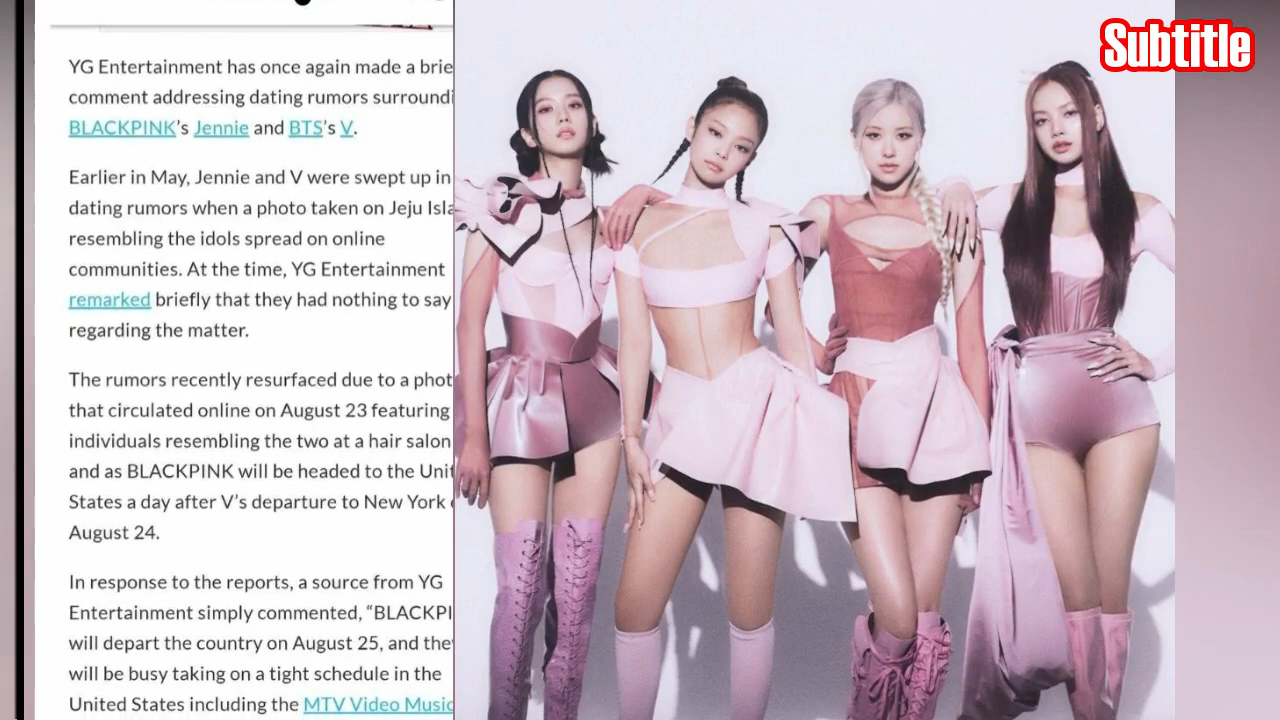 Subtitle
YG Entertainment has once again made a brie
comment addressing dating rumors surroundi
BLACKPINK's Jennie and BTS's V.
Earlier in May, Jennie and V were swept up in
dating rumors when a photo taken on Jeju Isla
resembling the idols spread on online
communities. At the time, YG Entertainment
remarked briefly that they had nothing to say
regarding the matter.
The rumors recently resurfaced due to a phot
that circulated online on August 23 featuring
individuals resembling the two at a hair salon
and as BLACKPINK will be headed to the Unit
States a day after V's departure to New York
August 24.
In response to the reports, a source from YG
Entertainment simply commented, “BLACKPI
will depart the country on August 25, and they
will be busy taking on a tight schedule in the
United States including the MTV Video Music